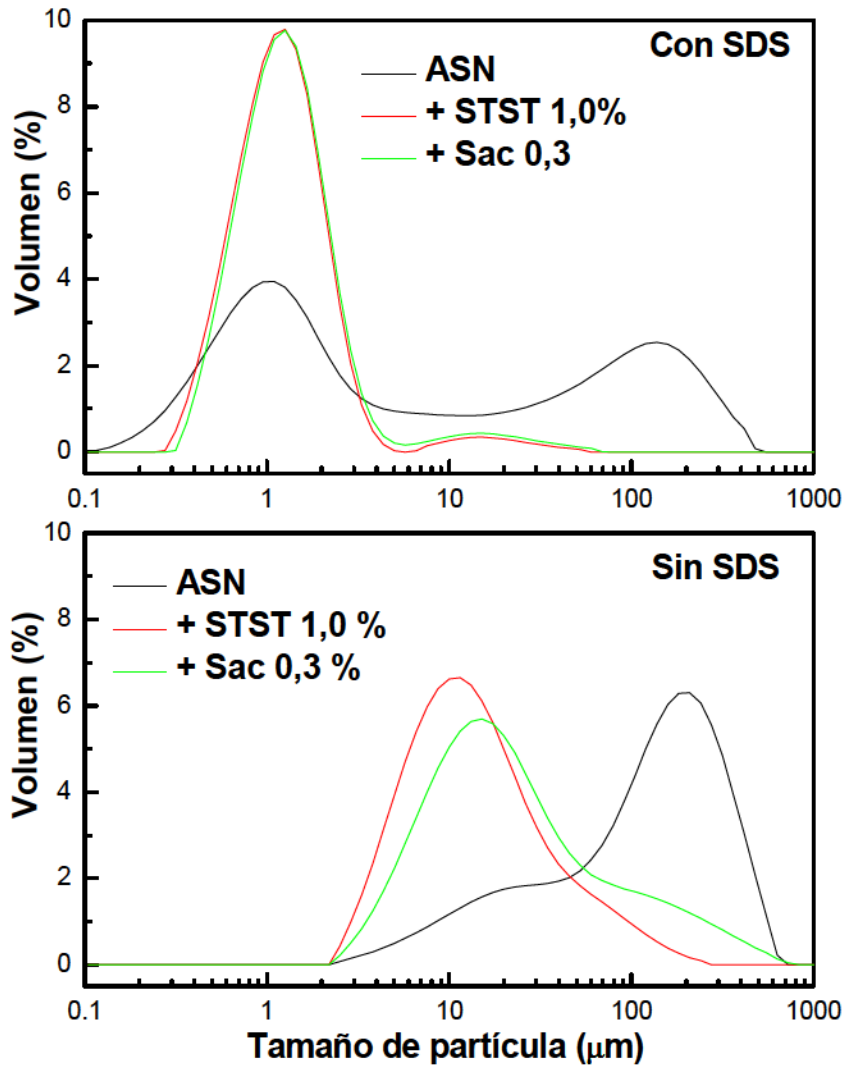 10
8
6
4
2
0
Volumen (%)
Con SDS
ASN
+ STST 1,0%
+ Sac 0,3
0.1 1 10 100 1000
10
8
6
4
2
0
Volumen (%)
Sin SDS
ASN
+ STST 1,0 %
+ Sac 0,3 %
0.1 1 10 100 1000
Tamaño de partícula (μm)